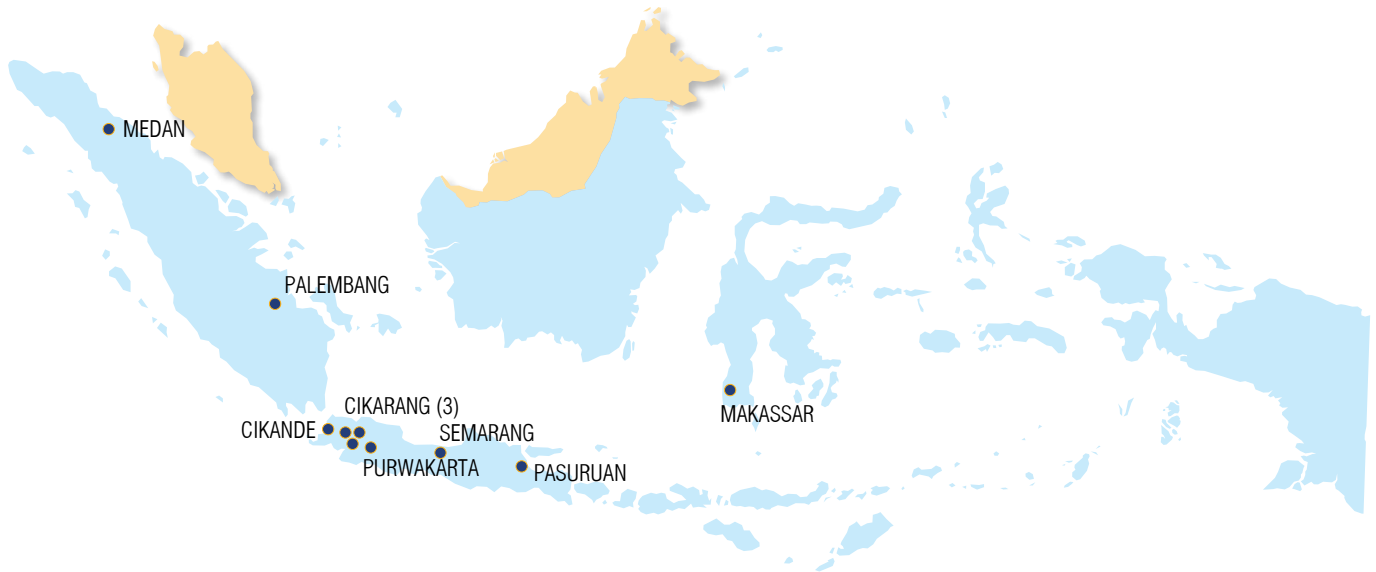 MEDAN
PALEMBANG
CIKARANG (3)
CIKANDE
SEMARANG
MAKASSAR
PURWAKARTA
PASURUAN